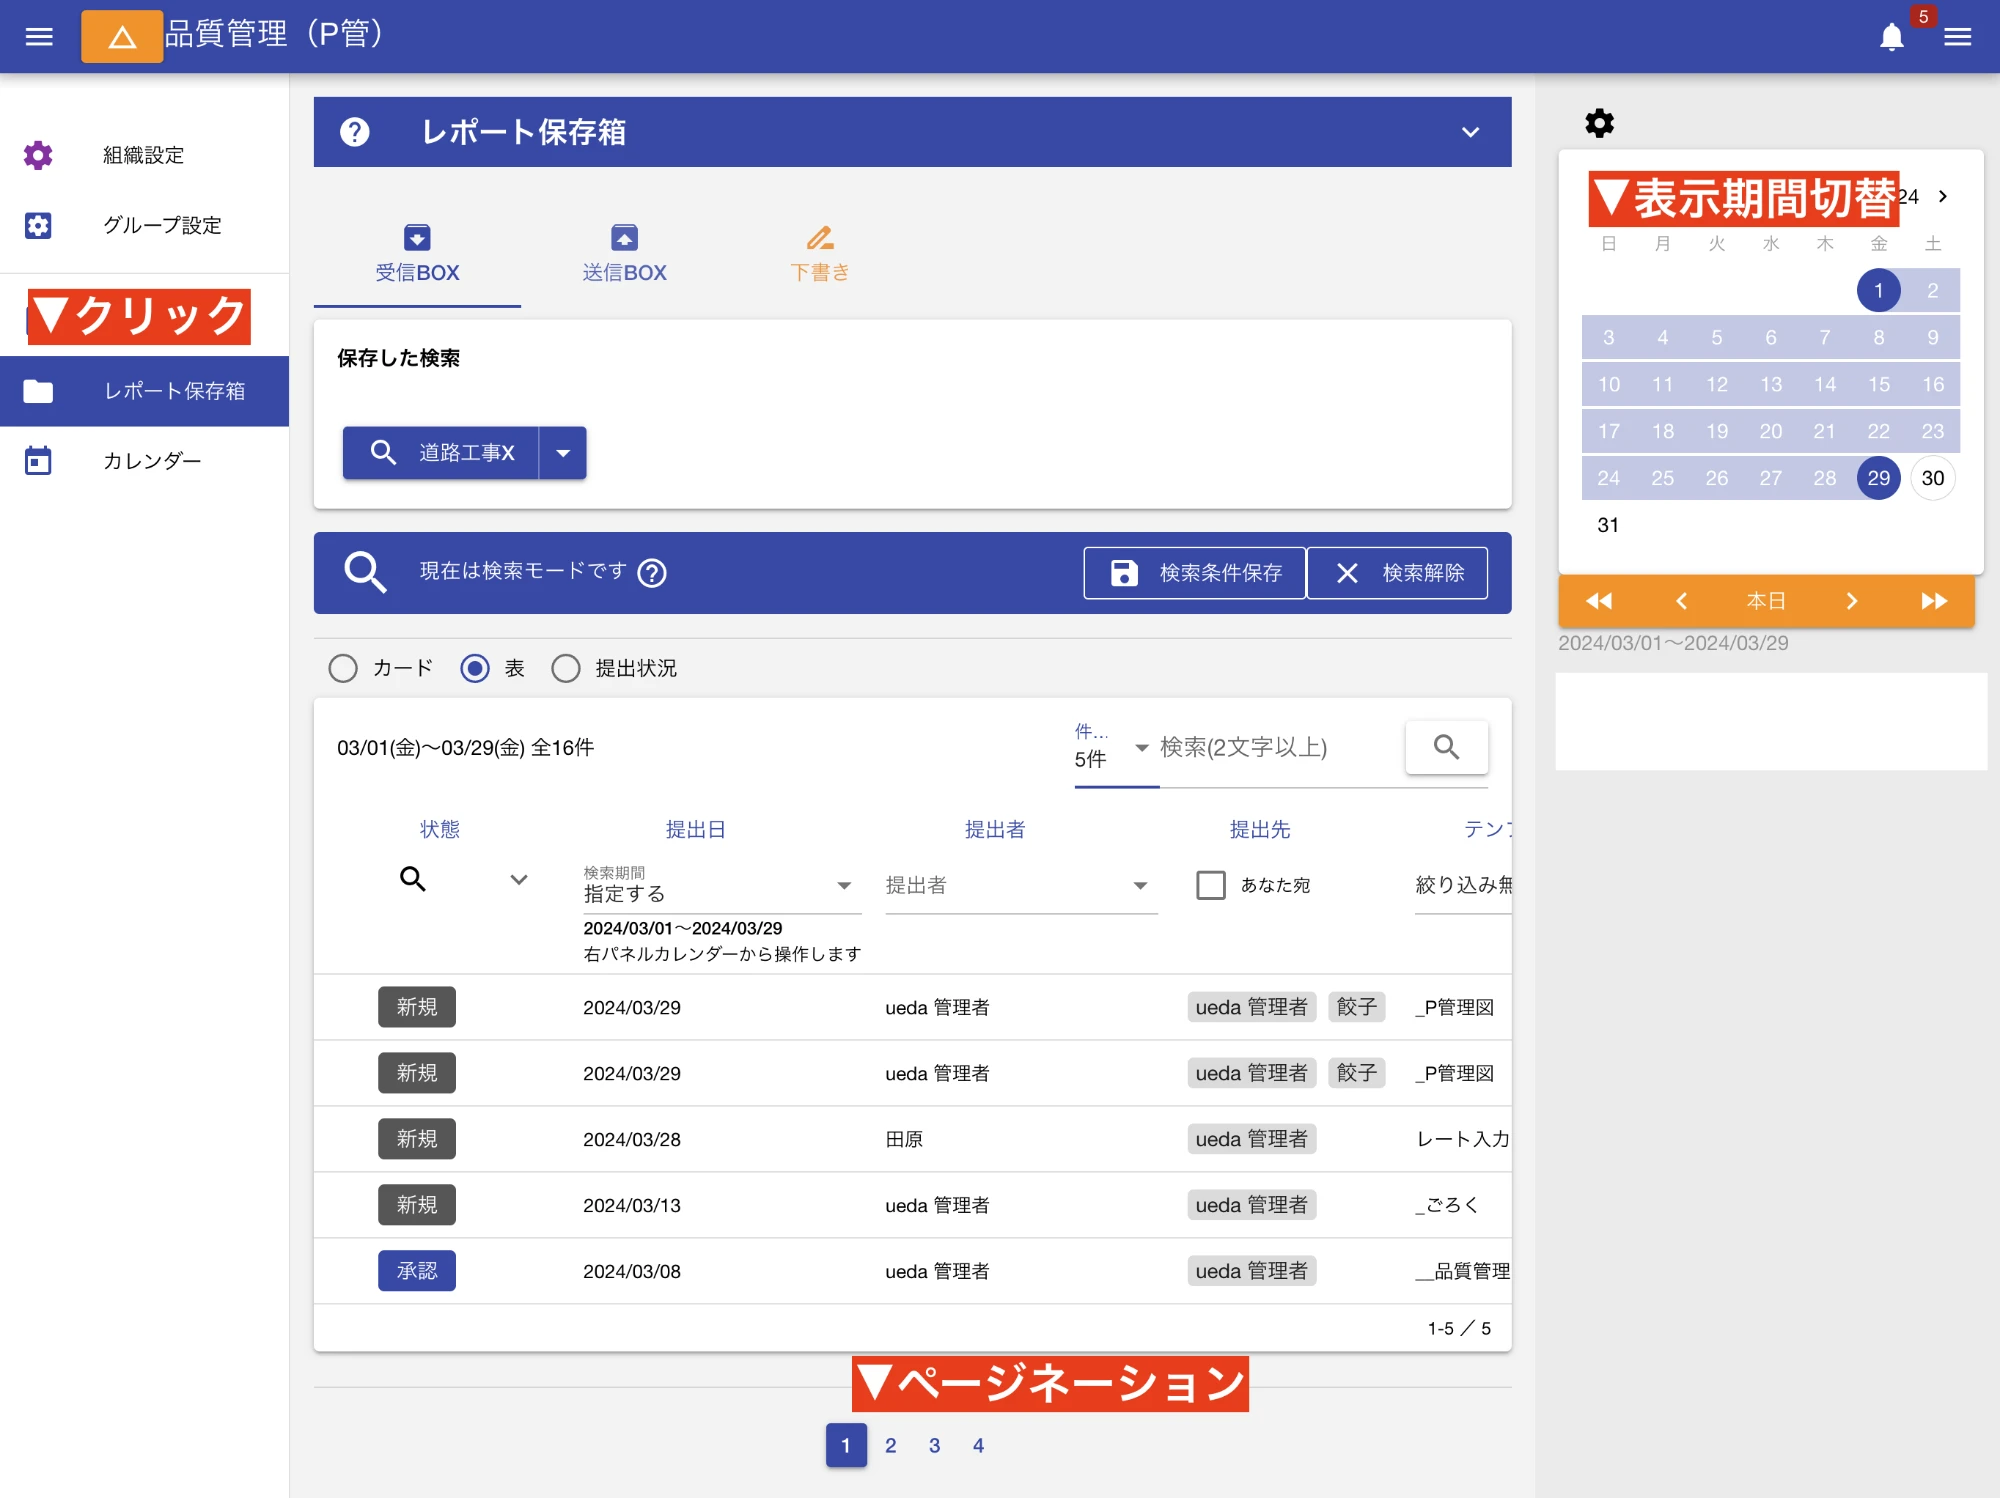 品質管理（P管）
5
組織設定
グループ設定
▼クリック
レポート保存箱
カレンダー
レポート保存箱
受信BOX
送信BOX
下書き
保存した検索
道路工事X
現在は検索モードです
検索条件保存
検索解除
カード
表
提出状況
03/01(金)～03/29(金) 全16件
件...
5件
検索(2文字以上)
状態 提出日 提出者 提出先 テンプ
検索期間
指定する
提出者
あなた宛
絞り込み無
2024/03/01～2024/03/29
右パネルカレンダーから操作します
新規 2024/03/29 ueda 管理者 ueda 管理者 餃子 _P管理図
新規 2024/03/29 ueda 管理者 ueda 管理者 餃子 _P管理図
新規 2024/03/28 田原 ueda 管理者 レート入力
新規 2024/03/13 ueda 管理者 ueda 管理者 _ごろく
承認 2024/03/08 ueda 管理者 ueda 管理者 __品質管理
1-5 ／ 5
▼ページネーション
1 2 3 4
▼表示期間切替
24
日 月 火 水 木 金 土
1 2
3 4 5 6 7 8 9
10 11 12 13 14 15 16
17 18 19 20 21 22 23
24 25 26 27 28 29 30
31
本日
2024/03/01～2024/03/29